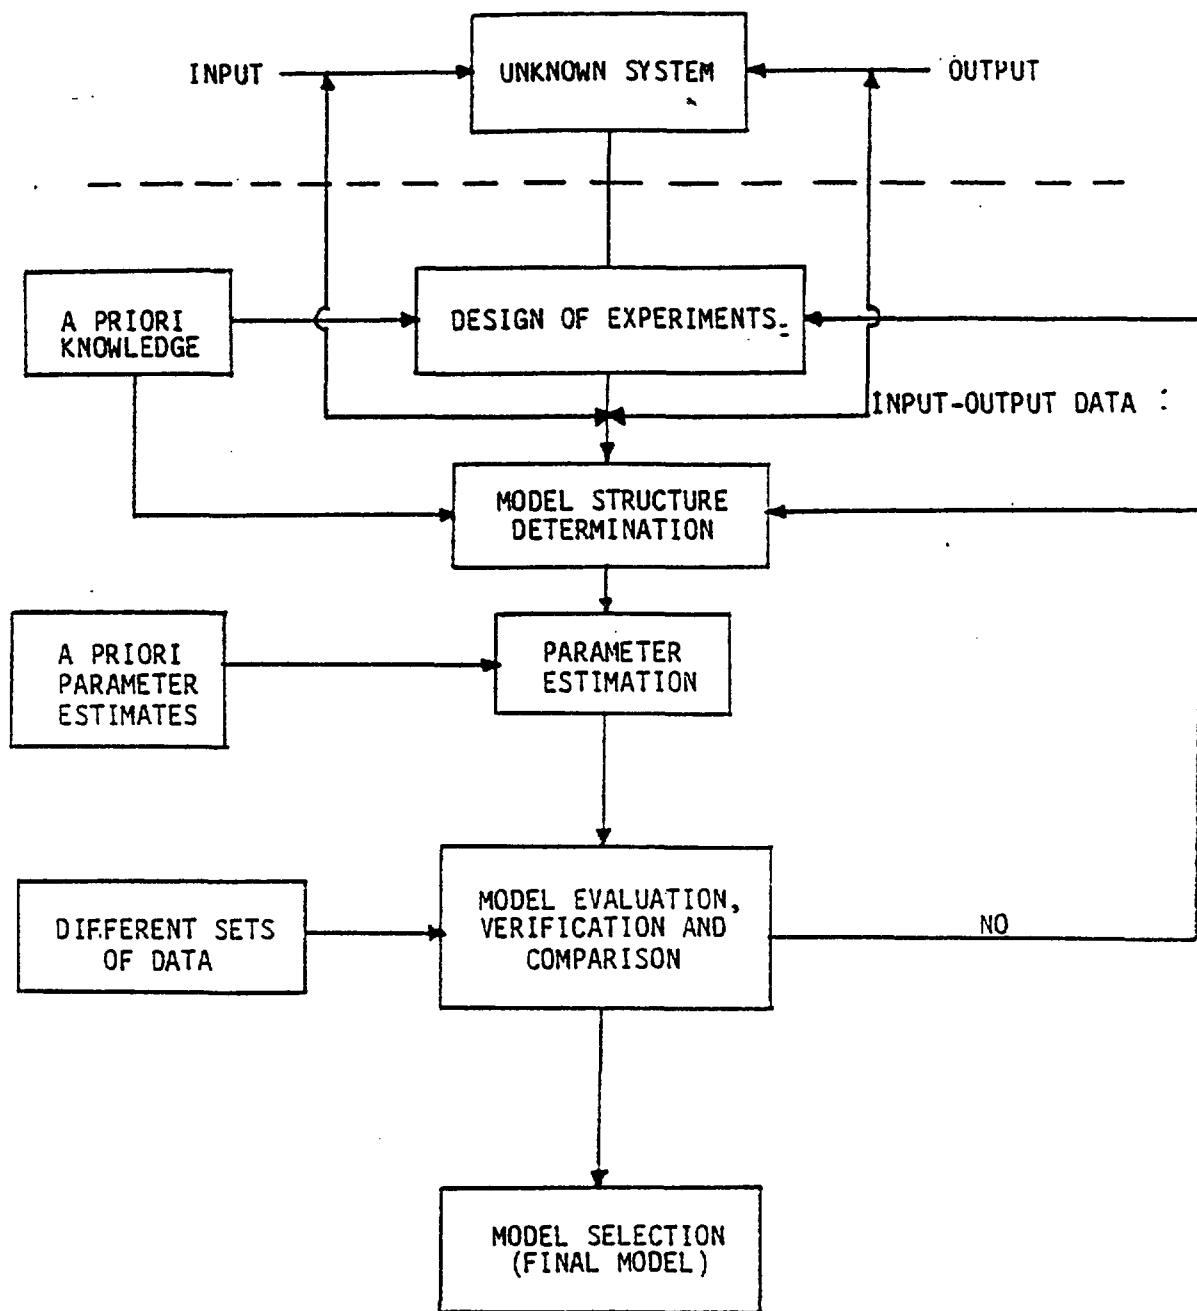 INPUT
UNKNOWN SYSTEM
OUTPUT
A PRIORI
KNOWLEDGE
DESIGN OF EXPERIMENTS
INPUT-OUTPUT DATA :
MODEL STRUCTURE
DETERMINATION
A PRIORI
PARAMETER
ESTIMATES
PARAMETER
ESTIMATION
DIFFERENT SETS
OF DATA
MODEL EVALUATION,
VERIFICATION AND
COMPARISON
NO
MODEL SELECTION
(FINAL MODEL)